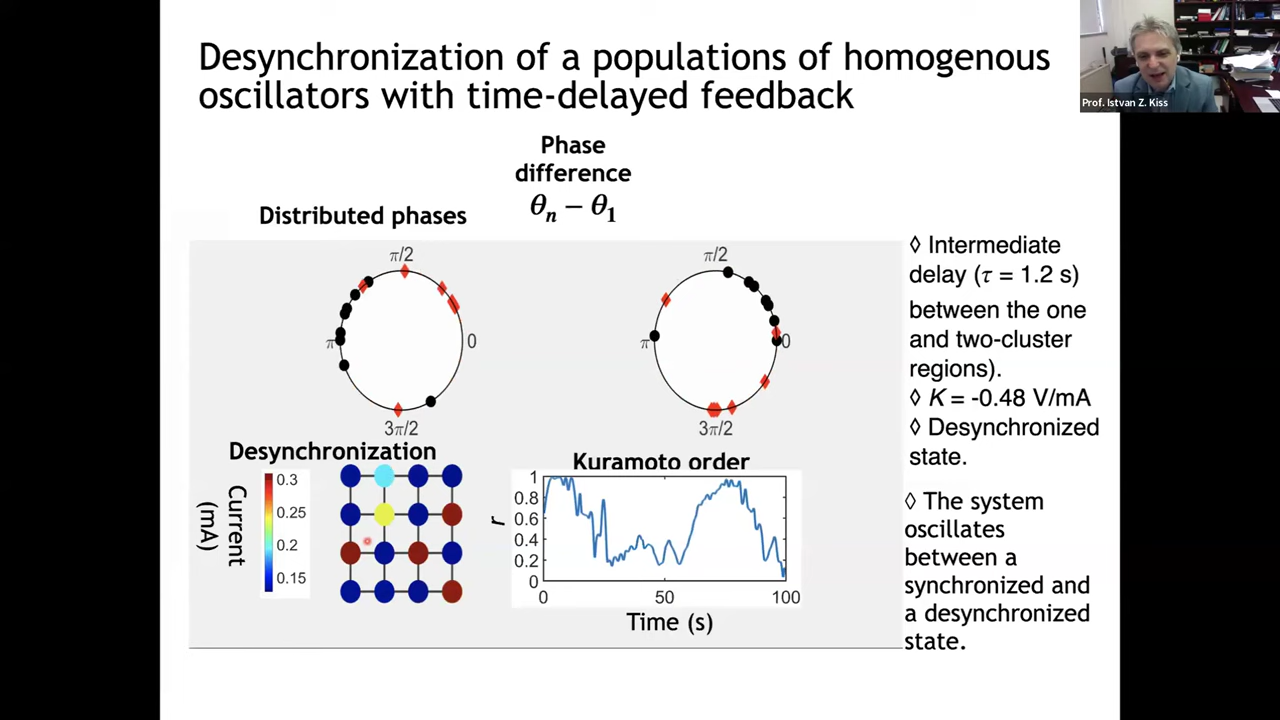 Desynchronization of a populations of homogenous
oscillators with time-delayed feedback
Prof. Istvan Z. Kiss
Phase
difference
θn − θ1
Distributed phases
π/2
π
0
3π/2
π/2
π
0
3π/2
◊ Intermediate
delay (τ = 1.2 s)
between the one
and two-cluster
regions).
◊ K = -0.48 V/mA
◊ Desynchronized
state.
◊ The system
oscillates
between a
synchronized and
a desynchronized
state.
Desynchronization
Current
(mA)
0.3
0.25
0.2
0.15
Kuramoto order
r
1
0.8
0.6
0.4
0.2
0
0
50
100
Time (s)